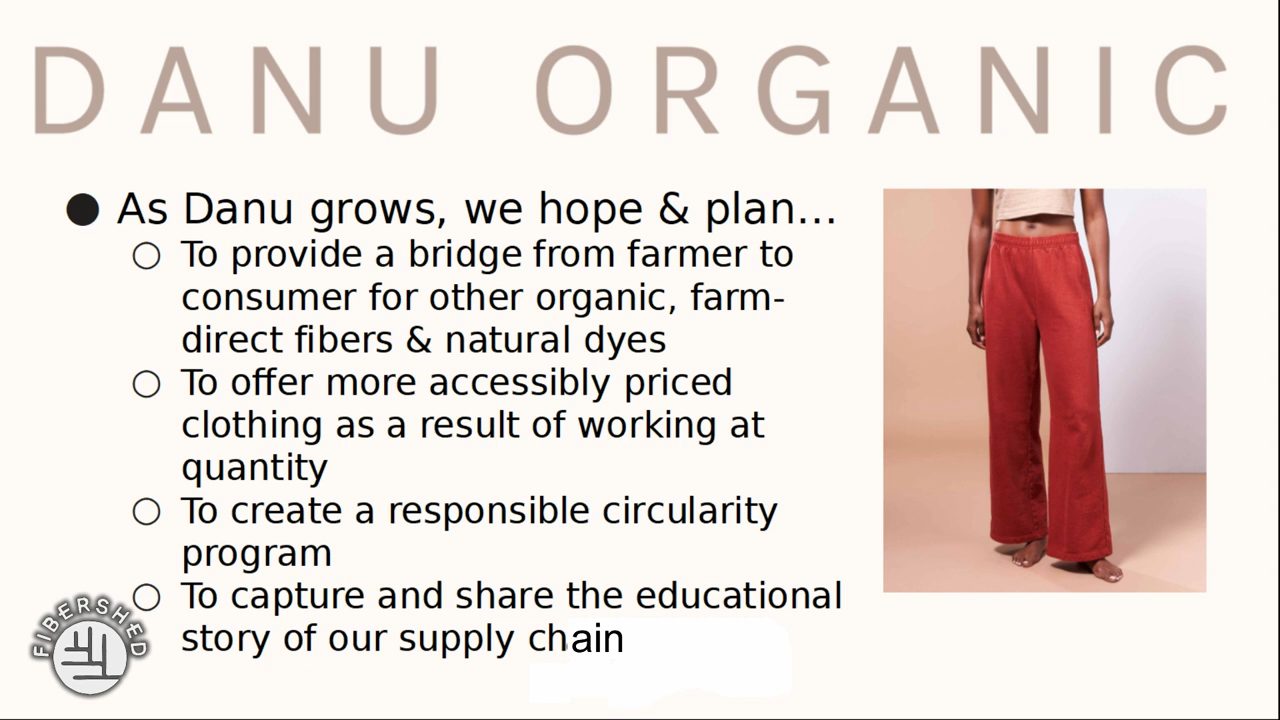 DANU ORGANIC
● As Danu grows, we hope & plan...
○ To provide a bridge from farmer to
consumer for other organic, farm-
direct fibers & natural dyes
○ To offer more accessibly priced
clothing as a result of working at
quantity
○ To create a responsible circularity
program
○ To capture and share the educational
story of our supply chain
FIBERSHED